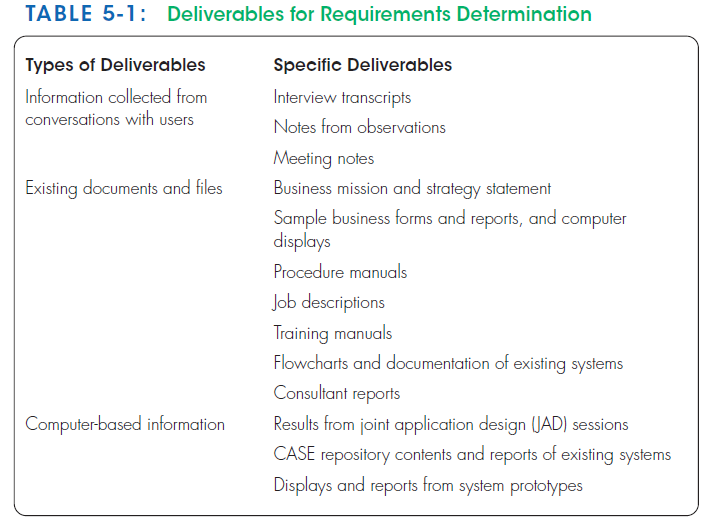 TABLE 5-1: Deliverables for Requirements Determination
Types of Deliverables Specific Deliverables
Information collected from Interview transcripts
conversations with users
Notes from observations
Meeting notes
Existing documents and files Business mission and strategy statement
Sample business forms and reports, and computer
displays
Procedure manuals
Job descriptions
Training manuals
Flowcharts and documentation of existing systems
Consultant reports
Computer-based information Results from joint application design (JAD) sessions
CASE repository contents and reports of existing systems
Displays and reports from system prototypes